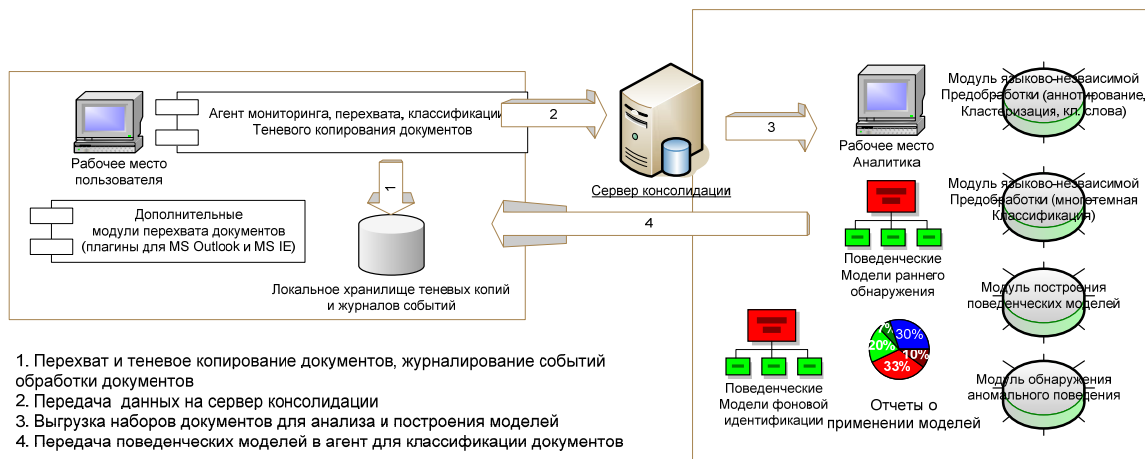 Агент мониторинга, перехвата, классификации
Теневого копирования документов
Рабочее место
пользователя
1
2
Сервер консолидации
3
4
Дополнительные
модули перехвата документов
(плагины для MS Outlook и MS IE)
Локальное хранилище теневых копий
и журналов событий
Рабочее место
Аналитика
Модуль языково-незваисимой
Предобработки (аннотирование,
Кластеризация, кл. слова)
Модуль языково-незваисимой
Предобработки (многотемная
Классификация)
Поведенческие
Модели раннего
обнаружения
Модуль построения
поведенческих моделей
7%
30%
20%
10%
33%
Поведенческие
Модели фоновой
идентификации
Отчеты о
применении моделей
Модуль обнаружения
аномального поведения
1. Перехват и теневое копирование документов, журналирование событий
обработки документов
2. Передача данных на сервер консолидации
3. Выгрузка наборов документов для анализа и построения моделей
4. Передача поведенческих моделей в агент для классификации документов